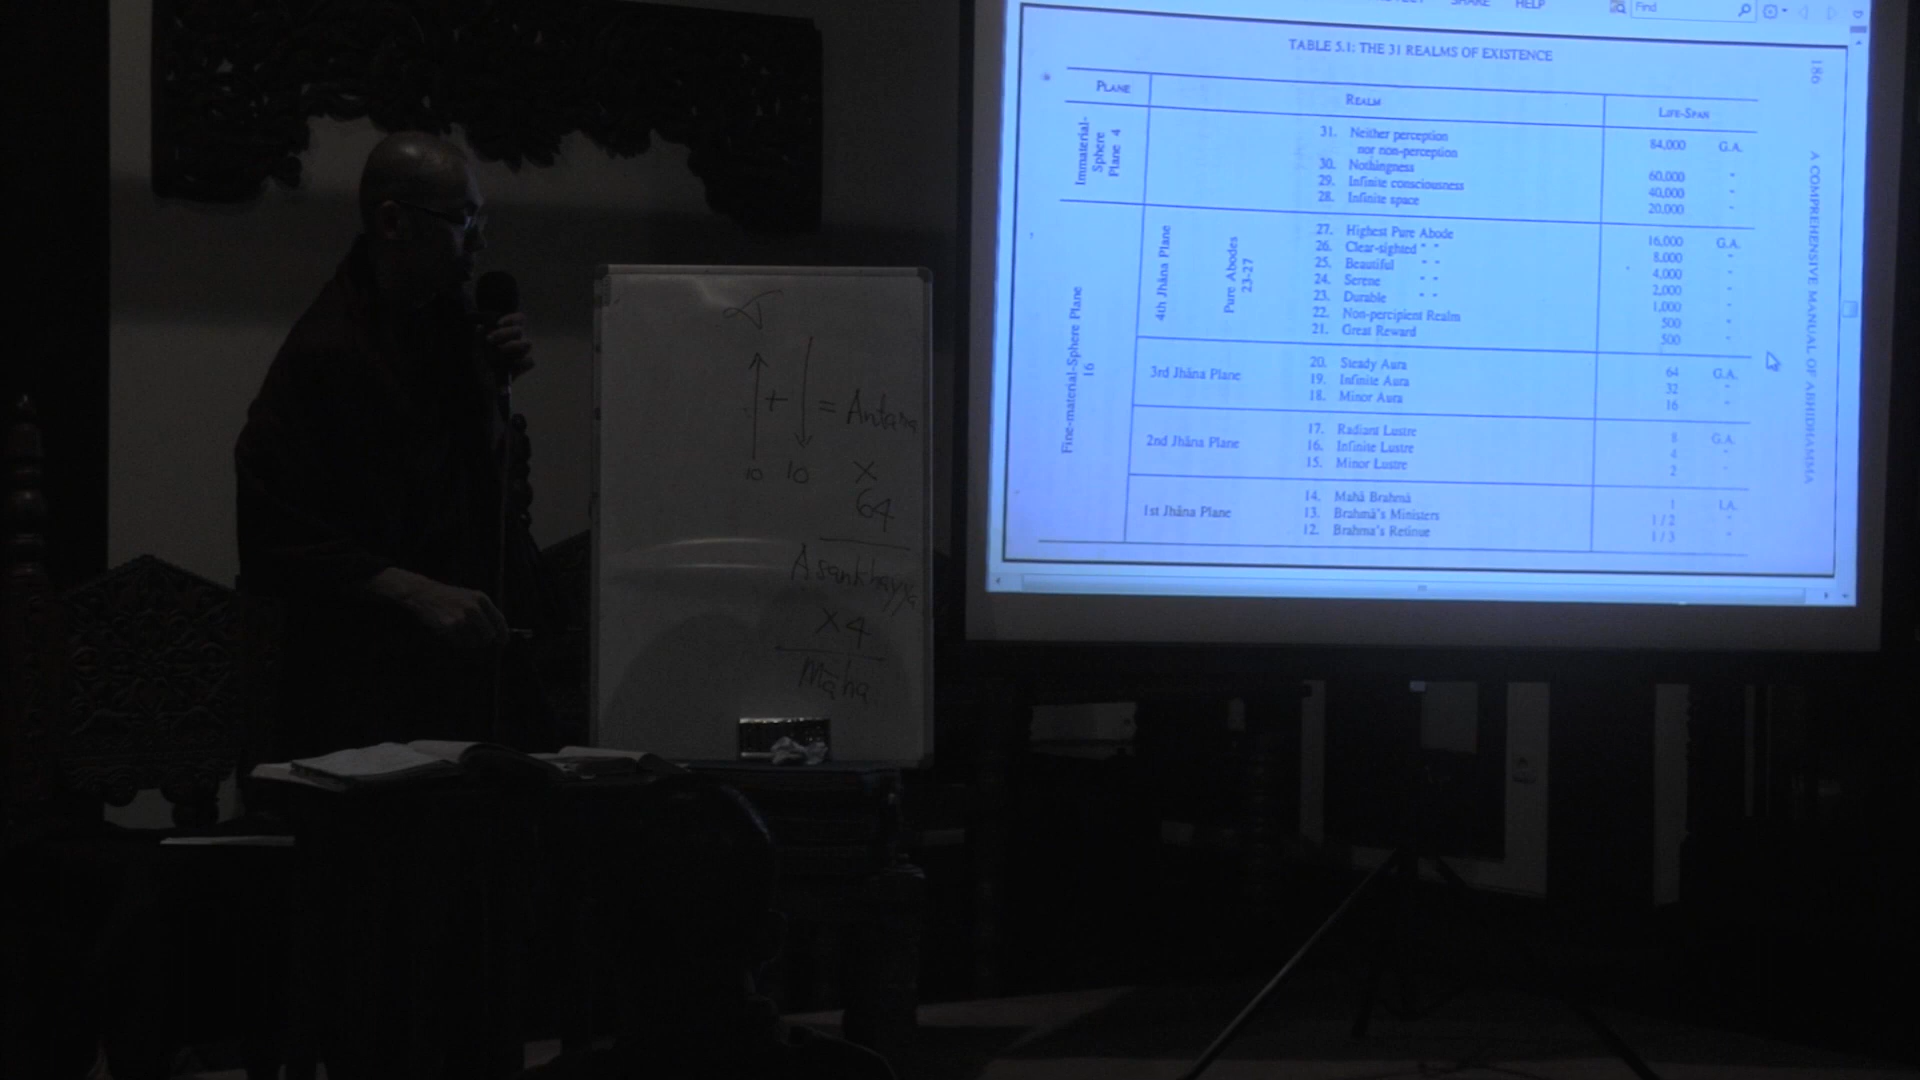 10 + 10 = Antara
×
64
Asankhayya
×4
Maha
SHARE HELP
Find
TABLE 5.1: THE 31 REALMS OF EXISTENCE
186
A COMPREHENSIVE MANUAL OF ABHIDHAMMA
PLANE REALM LIFE-SPAN
Immaterial-Sphere Plane 4
31. Neither perception
nor non-perception 84,000 G.A.
30. Nothingness 60,000 "
29. Infinite consciousness 40,000 "
28. Infinite space 20,000 "
Fine-material-Sphere Plane 16
4th Jhāna Plane
Pure Abodes 23-27
27. Highest Pure Abode 16,000 G.A.
26. Clear-sighted " " 8,000 "
25. Beautiful " " 4,000 "
24. Serene " " 2,000 "
23. Durable " " 1,000 "
22. Non-percipient Realm 500 "
21. Great Reward 500 "
3rd Jhāna Plane
20. Steady Aura 64 G.A.
19. Infinite Aura 32 "
18. Minor Aura 16 "
2nd Jhāna Plane
17. Radiant Lustre 8 G.A.
16. Infinite Lustre 4 "
15. Minor Lustre 2 "
1st Jhāna Plane
14. Mahā Brahmā 1 I.A.
13. Brahmā's Ministers 1/2 "
12. Brahma's Retinue 1/3 "